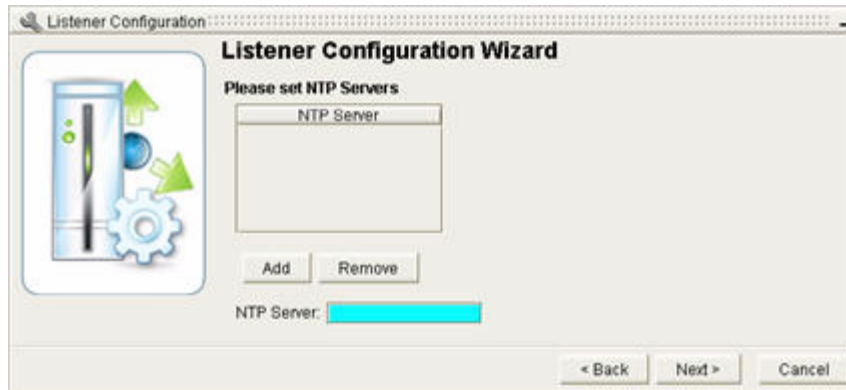 Listener Configuration
Listener Configuration Wizard
Please set NTP Servers
NTP Server
Add Remove
NTP Server:
< Back Next > Cancel